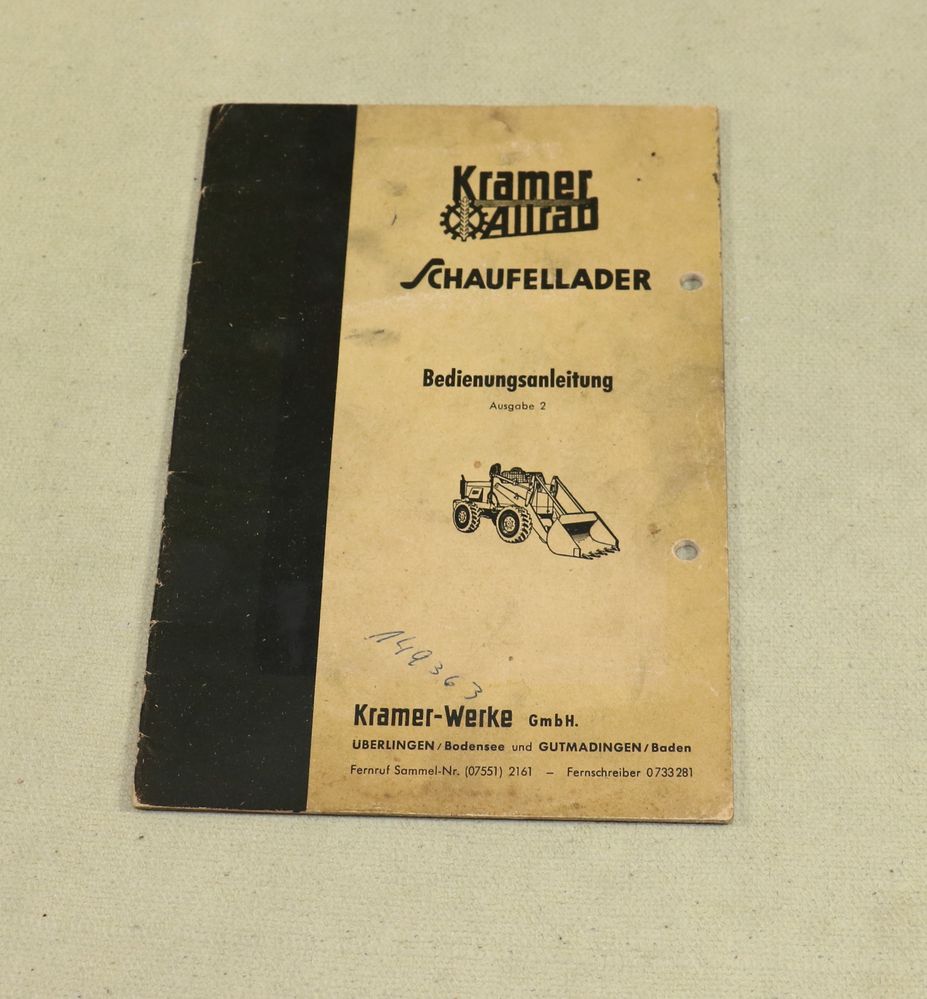 Kramer
Allrad
SCHAUFELLADER
Bedienungsanleitung
Ausgabe 2
149363
Kramer-Werke GmbH.
ÜBERLINGEN/Bodensee und GUTMADINGEN/Baden
Fernruf Sammel-Nr. (07551) 2161 – Fernschreiber 0733281